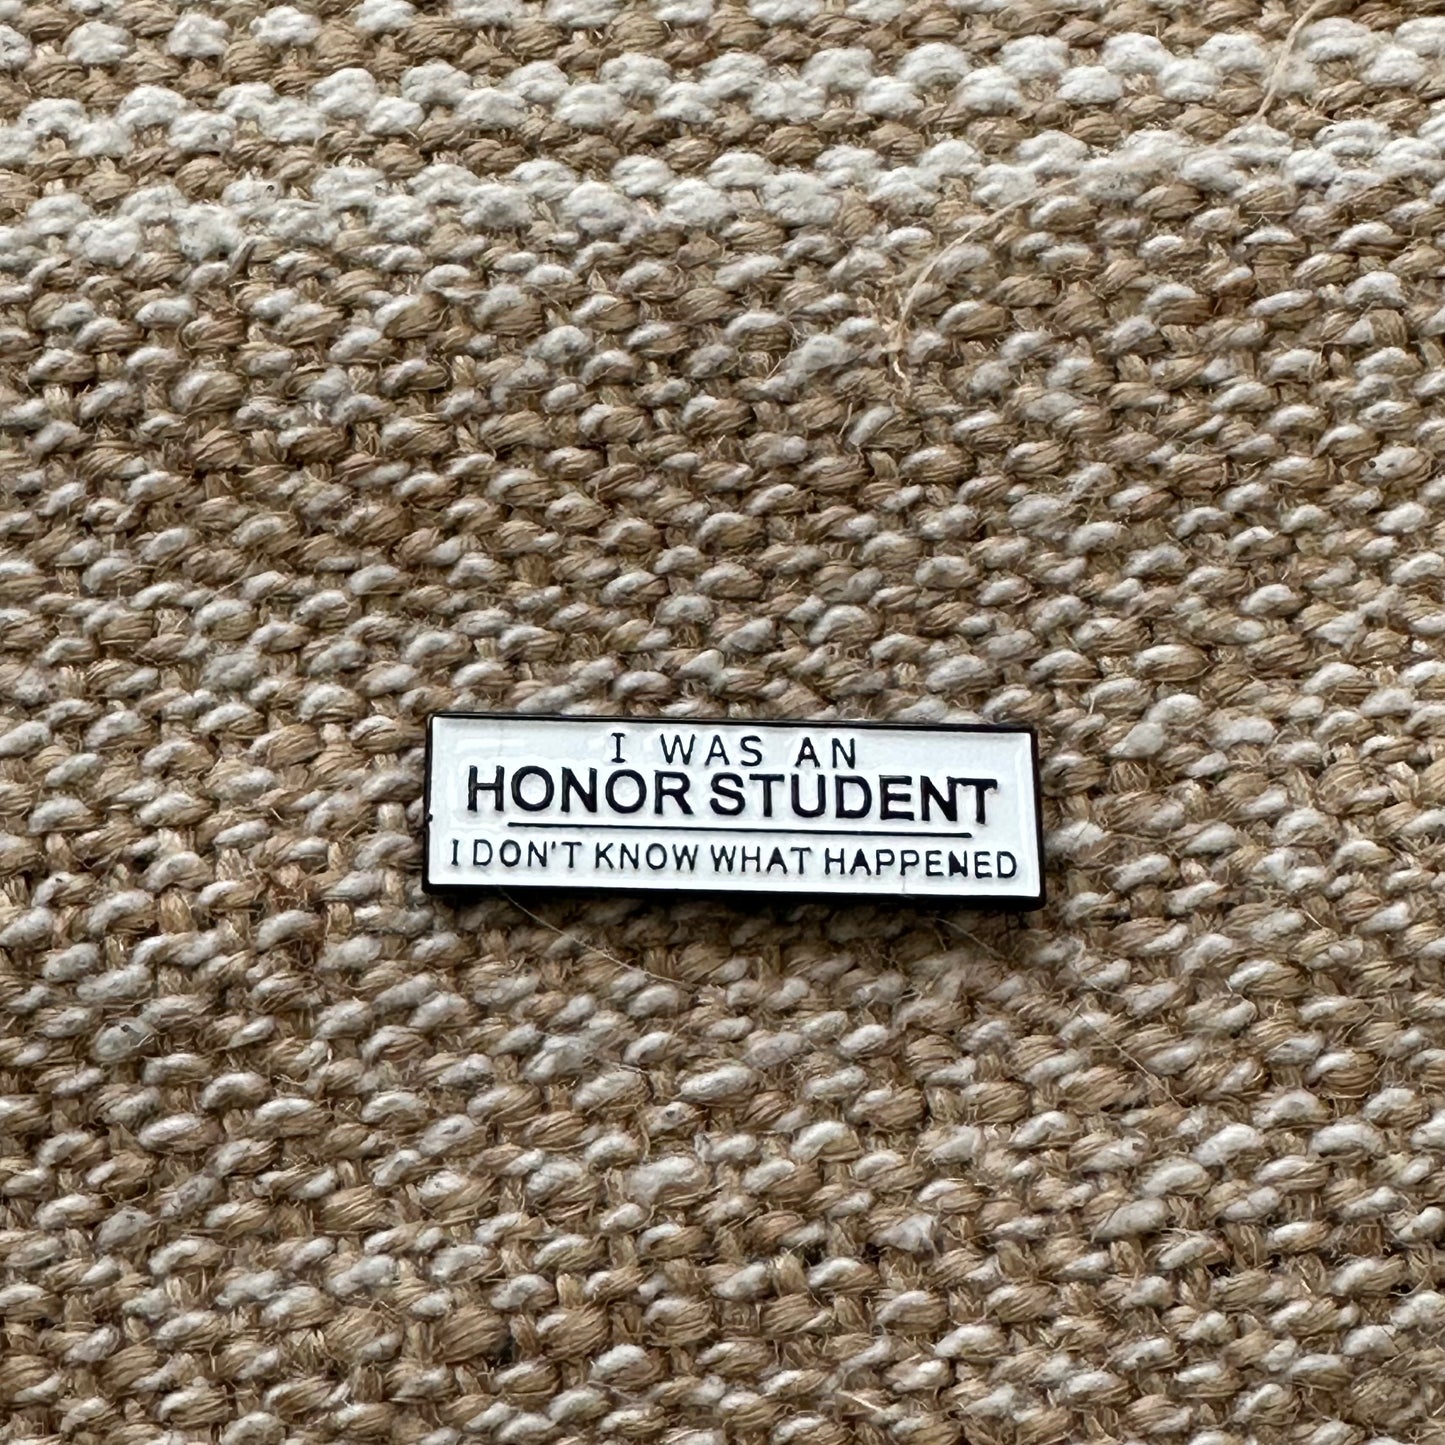 I WAS AN
HONOR STUDENT
I DON'T KNOW WHAT HAPPENED